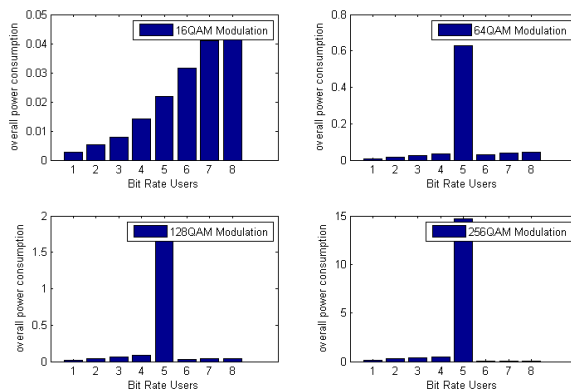 0.05
0.04
0.03
0.02
0.01
0
overall power consumption
16QAM Modulation
1 2 3 4 5 6 7 8
Bit Rate Users
0.8
0.6
0.4
0.2
0
overall power consumption
64QAM Modulation
1 2 3 4 5 6 7 8
Bit Rate Users
2
1.5
1
0.5
0
overall power consumption
128QAM Modulation
1 2 3 4 5 6 7 8
Bit Rate Users
15
10
5
0
overall power consumption
256QAM Modulation
1 2 3 4 5 6 7 8
Bit Rate Users